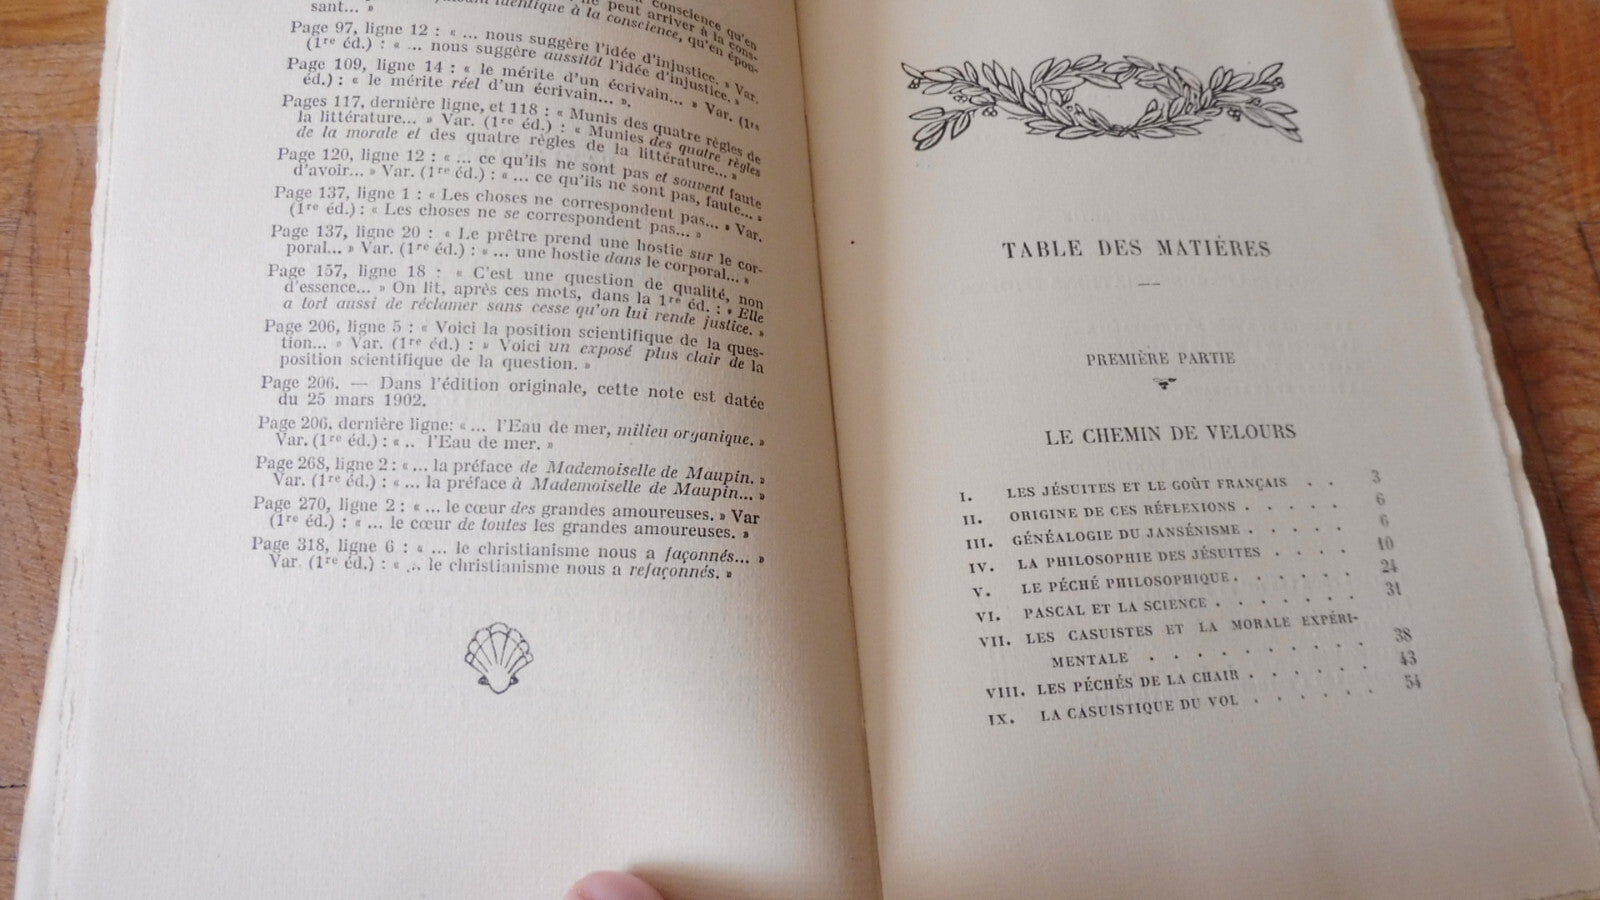 conscience qu'en
identique à la conscience, qu'en épou-
sant... »
Page 97, ligne 12 : « ... nous suggère l'idée d'injustice. » Var.
(1re éd.) : « ... nous suggère aussitôt l'idée d'injustice. »
Page 109, ligne 14 : « le mérite d'un écrivain... » Var. (1re
éd.) : « le mérite réel d'un écrivain... ».
Pages 117, dernière ligne, et 118 : « Munis des quatre règles de
la littérature... » Var. (1re éd.) : « Munies des quatre règles
de la morale et des quatre règles de la littérature... »
Page 120, ligne 12 : « ... ce qu'ils ne sont pas et souvent faute
d'avoir... » Var. (1re éd.) : « ... ce qu'ils ne sont pas, faute... »
Page 137, ligne 1 : « Les choses ne correspondent pas... » Var.
(1re éd.) : « Les choses ne se correspondent pas... »
Page 137, ligne 20 : « Le prêtre prend une hostie sur le cor-
poral... » Var. (1re éd.) : « ... une hostie dans le corporal... »
Page 157, ligne 18 : « C'est une question de qualité, non
d'essence... » On lit, après ces mots, dans la 1re éd. : « Elle
a tort aussi de réclamer sans cesse qu'on lui rende justice. »
Page 206, ligne 5 : « Voici la position scientifique de la ques-
tion... » Var. (1re éd.) : » Voici un exposé plus clair de la
position scientifique de la question. »
Page 206. — Dans l'édition originale, cette note est datée
du 25 mars 1902.
Page 206, dernière ligne: « ... l'Eau de mer, milieu organique. »
Var. (1re éd.) : « .. l'Eau de mer. »
Page 268, ligne 2 : « ... la préface de Mademoiselle de Maupin. »
Var. (1re éd.) : « ... la préface à Mademoiselle de Maupin... »
Page 270, ligne 2 : « ... le cœur des grandes amoureuses. » Var
(1re éd.) : « ... le cœur de toutes les grandes amoureuses. »
Page 318, ligne 6 : « ... le christianisme nous a façonnés... »
Var. (1re éd.) : « ... le christianisme nous a refaçonnés. »
TABLE DES MATIÈRES
PREMIÈRE PARTIE
LE CHEMIN DE VELOURS
I. LES JÉSUITES ET LE GOÛT FRANÇAIS . . 3
II. ORIGINE DE CES RÉFLEXIONS . . . . . 6
III. GÉNÉALOGIE DU JANSÉNISME . . . . . 6
IV. LA PHILOSOPHIE DES JÉSUITES . . . . 10
V. LE PÉCHÉ PHILOSOPHIQUE . . . . . . 24
VI. PASCAL ET LA SCIENCE . . . . . . . 31
VII. LES CASUISTES ET LA MORALE EXPÉRI-
MENTALE . . . . . . . . . . 38
VIII. LES PÉCHÉS DE LA CHAIR . . . . . . 43
IX. LA CASUISTIQUE DU VOL . . . . . . 54